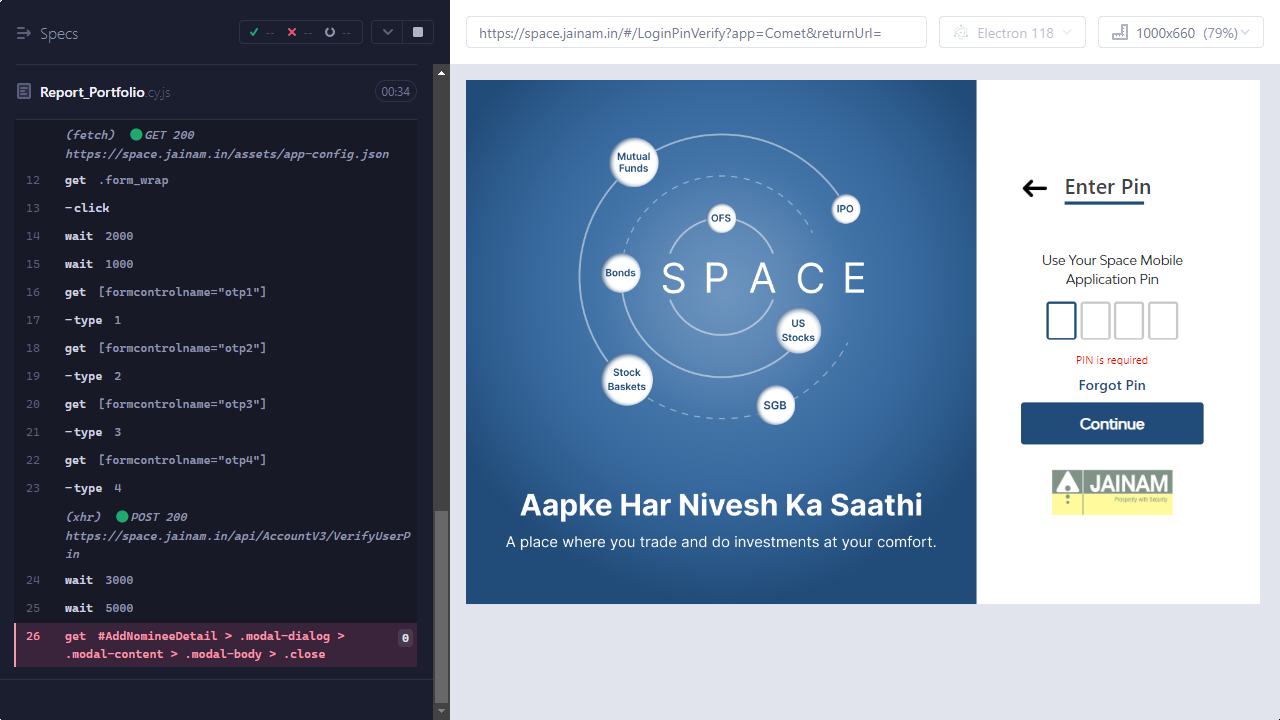 Specs
--
--
--
https://space.jainam.in/#/LoginPinVerify?app=Comet&returnUrl=
Electron 118
1000x660 (79%)
Report_Portfolio.cy.js
00:34
(fetch) GET 200
https://space.jainam.in/assets/app-config.json
12 get .form_wrap
13 -click
14 wait 2000
15 wait 1000
16 get [formcontrolname="otp1"]
17 -type 1
18 get [formcontrolname="otp2"]
19 -type 2
20 get [formcontrolname="otp3"]
21 -type 3
22 get [formcontrolname="otp4"]
23 -type 4
(xhr) POST 200
https://space.jainam.in/api/AccountV3/VerifyUserP
in
24 wait 3000
25 wait 5000
26 get #AddNomineeDetail > .modal-dialog > 0
.modal-content > .modal-body > .close
Mutual
Funds
IPO
OFS
Bonds
SPACE
US
Stocks
Stock
Baskets
SGB
Aapke Har Nivesh Ka Saathi
A place where you trade and do investments at your comfort.
Enter Pin
Use Your Space Mobile
Application Pin
PIN is required
Forgot Pin
Continue
JAINAM
Prosperity with Security